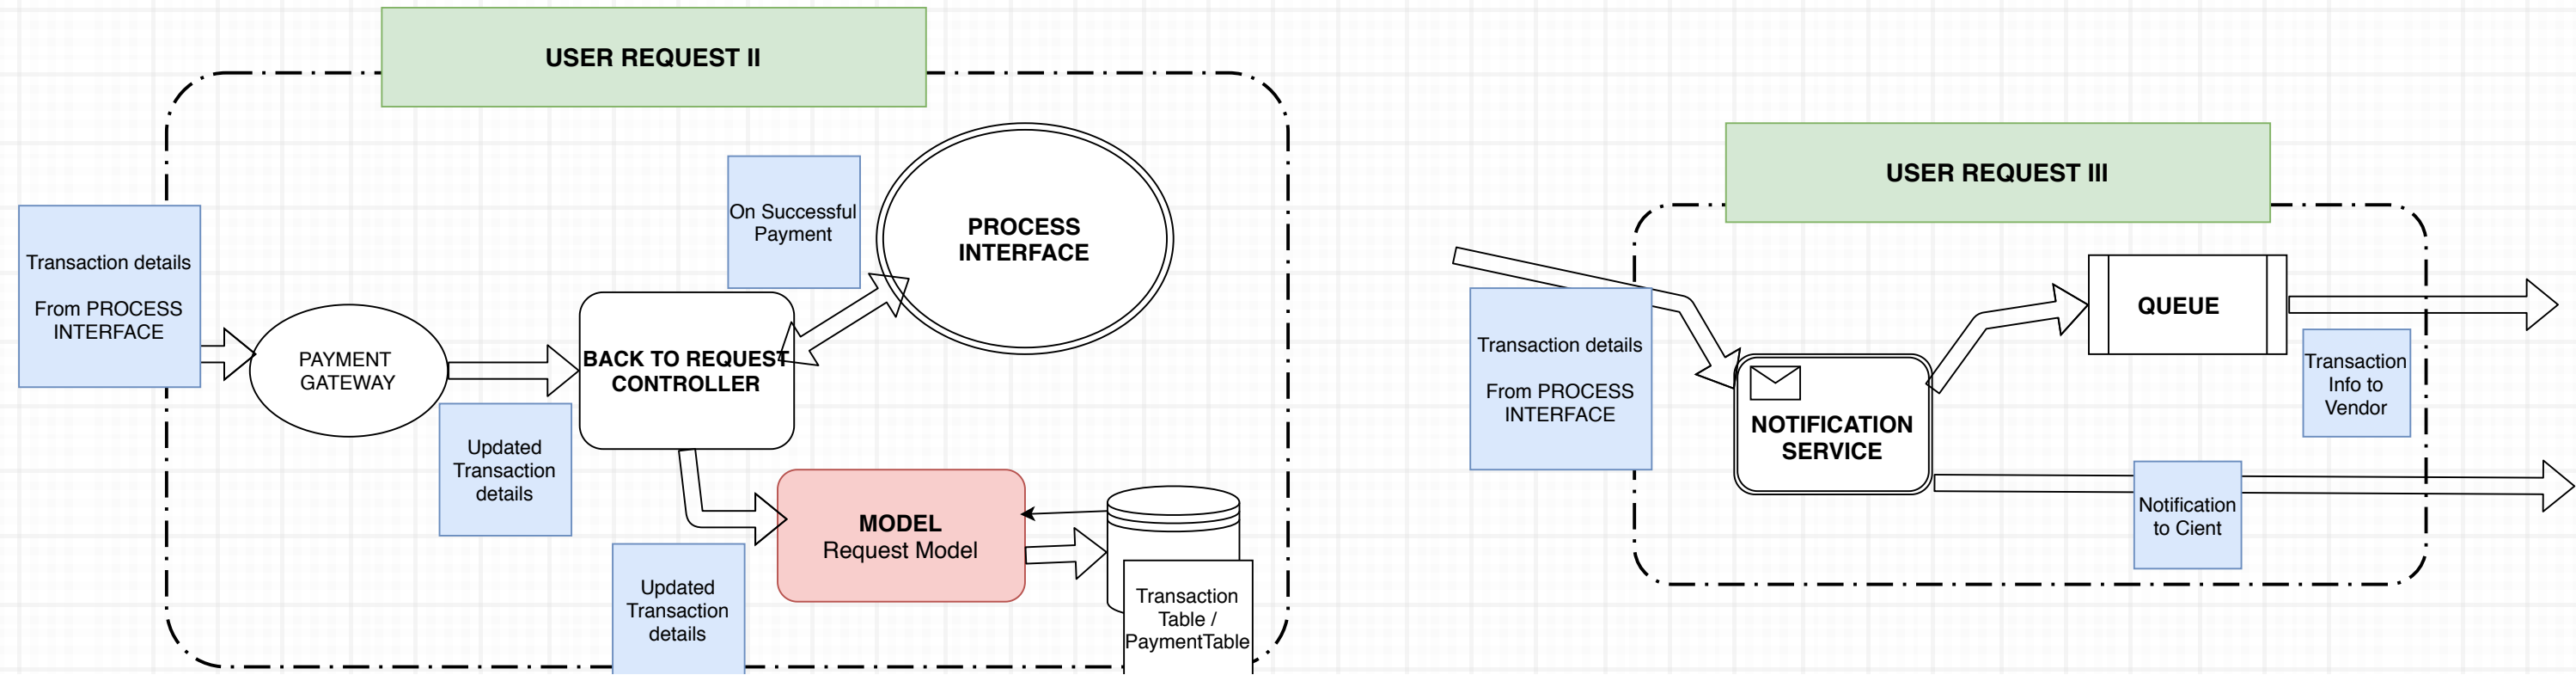 USER REQUEST II
Transaction details
From PROCESS
INTERFACE
PAYMENT
GATEWAY
Updated
Transaction
details
BACK TO REQUEST
CONTROLLER
On Successful
Payment
PROCESS
INTERFACE
Updated
Transaction
details
MODEL
Request Model
Transaction
Table /
PaymentTable
USER REQUEST III
Transaction details
From PROCESS
INTERFACE
NOTIFICATION
SERVICE
QUEUE
Transaction
Info to
Vendor
Notification
to Cient